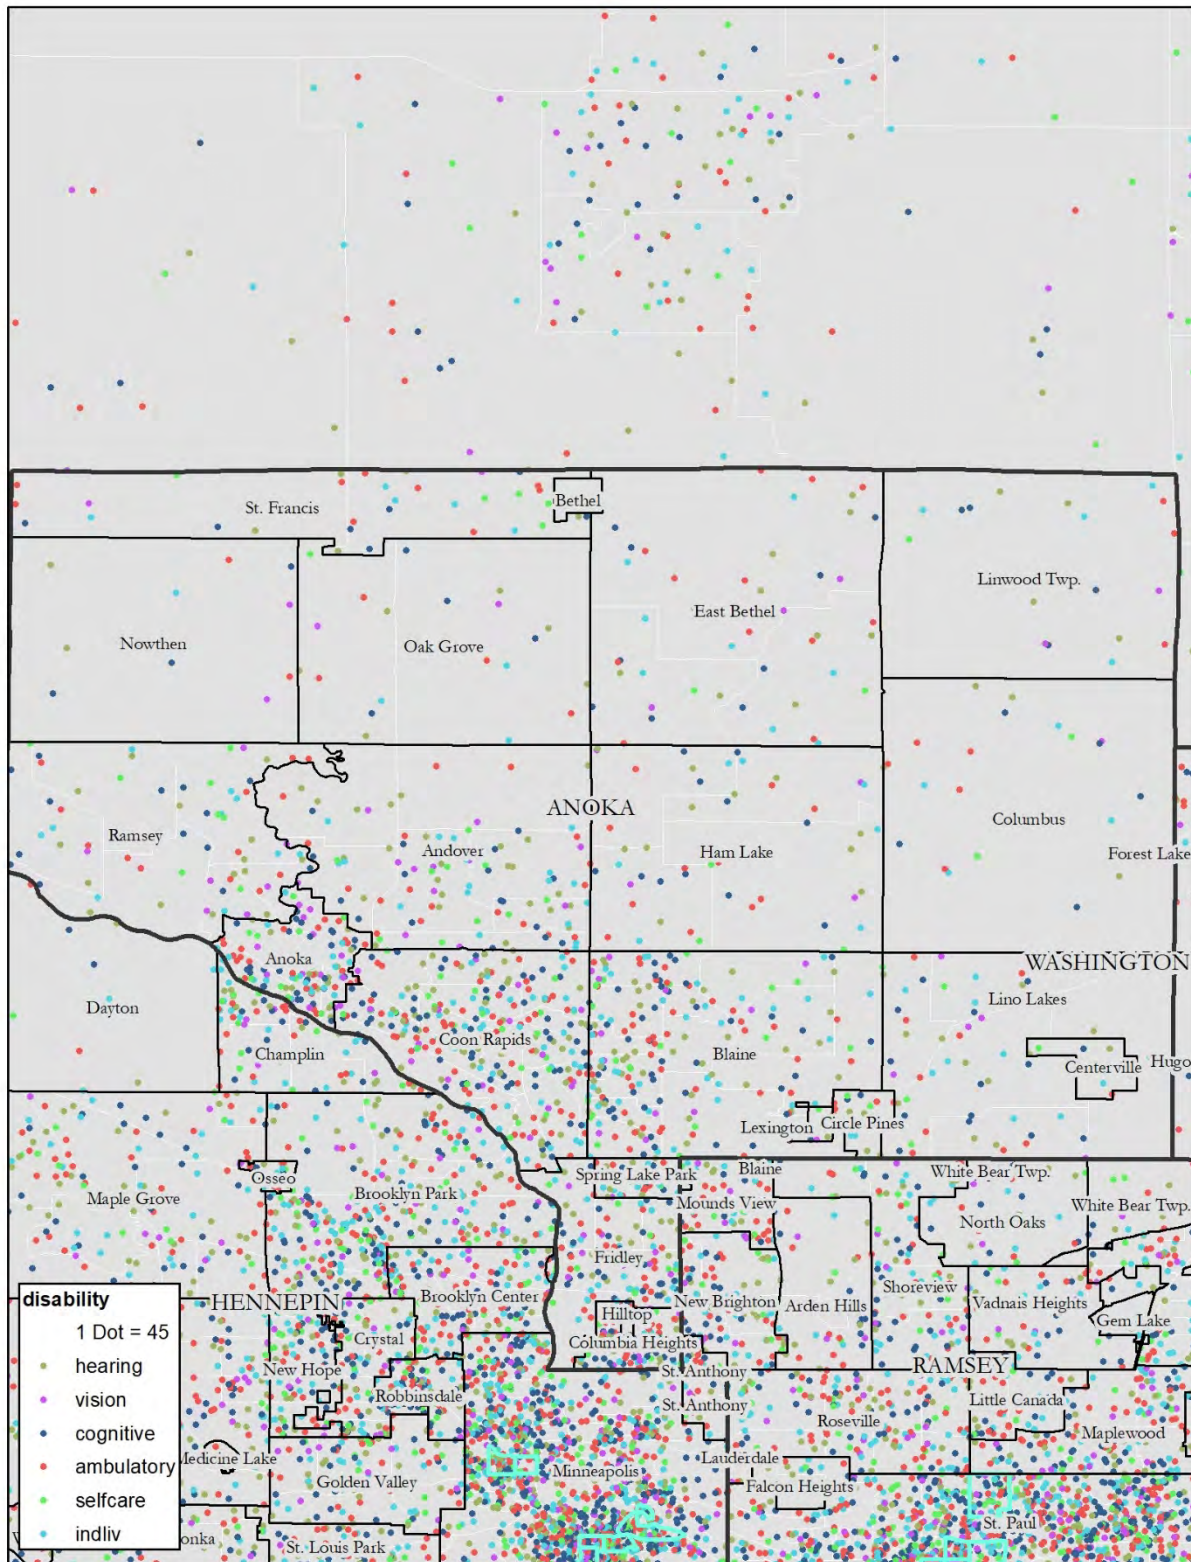 Bethel
St. Francis
Linwood Twp.
East Bethel
Nowthen
Oak Grove
ANOKA
Columbus
Ramsey
Andover
Ham Lake
Forest Lake
Anoka
WASHINGTON
Lino Lakes
Dayton
Coon Rapids
Champlin
Blaine
Hugo
Centerville
Lexington
Circle Pines
Blaine
White Bear Twp.
Spring Lake Park
Osseo
Brooklyn Park
Maple Grove
Mounds View
White Bear Twp.
North Oaks
Fridley
Shoreview
Brooklyn Center
HENNEPIN
New Brighton
Arden Hills
Vadnais Heights
Hilltop
Gem Lake
Crystal
Columbia Heights
New Hope
St. Anthony
RAMSEY
Robbinsdale
St. Anthony
Little Canada
Roseville
Maplewood
Medicine Lake
Lauderdale
Golden Valley
Minneapolis
Falcon Heights
St. Paul
onka
St. Louis Park
disability
1 Dot = 45
hearing
vision
cognitive
ambulatory
selfcare
indliv